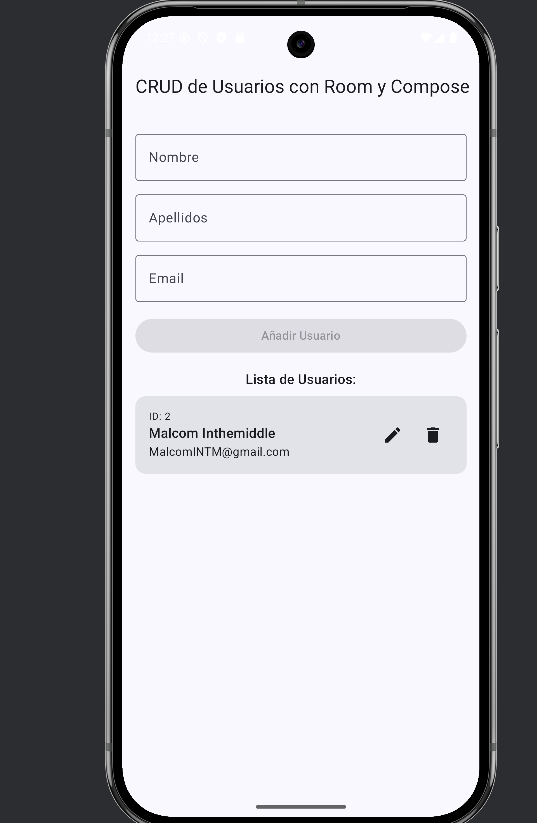 CRUD de Usuarios con Room y Compose
Nombre
Apellidos
Email
Añadir Usuario
Lista de Usuarios:
ID: 2
Malcom Inthemiddle
MalcomINTM@gmail.com